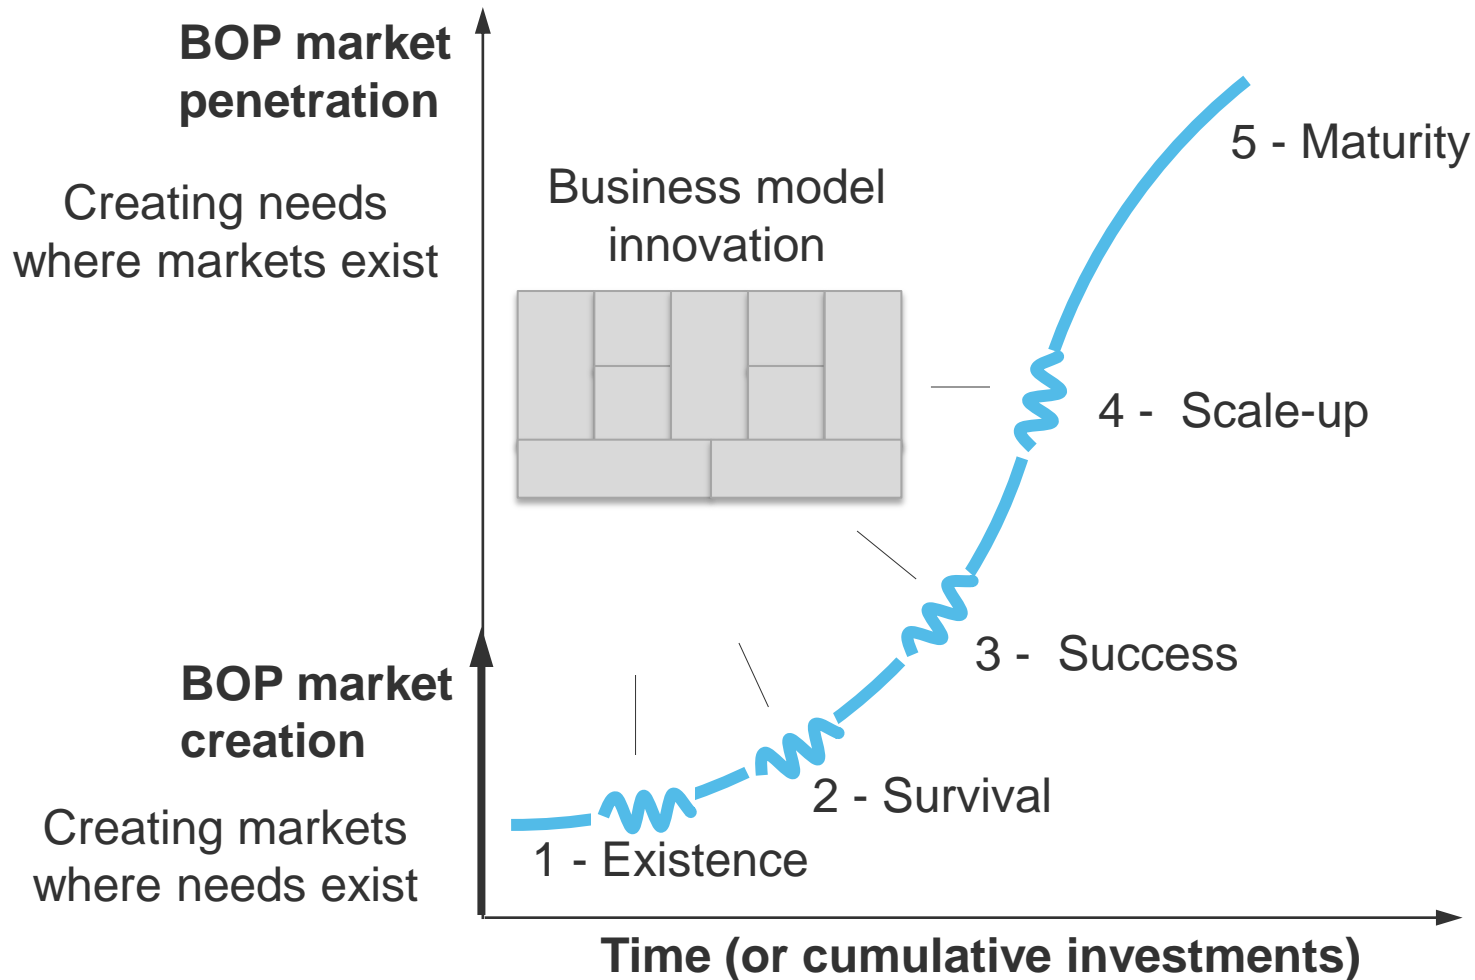 BOP market
penetration
Creating needs
where markets exist
Business model
innovation
5 - Maturity
4 - Scale-up
3 - Success
BOP market
creation
2 - Survival
Creating markets
where needs exist
1 - Existence
Time (or cumulative investments)